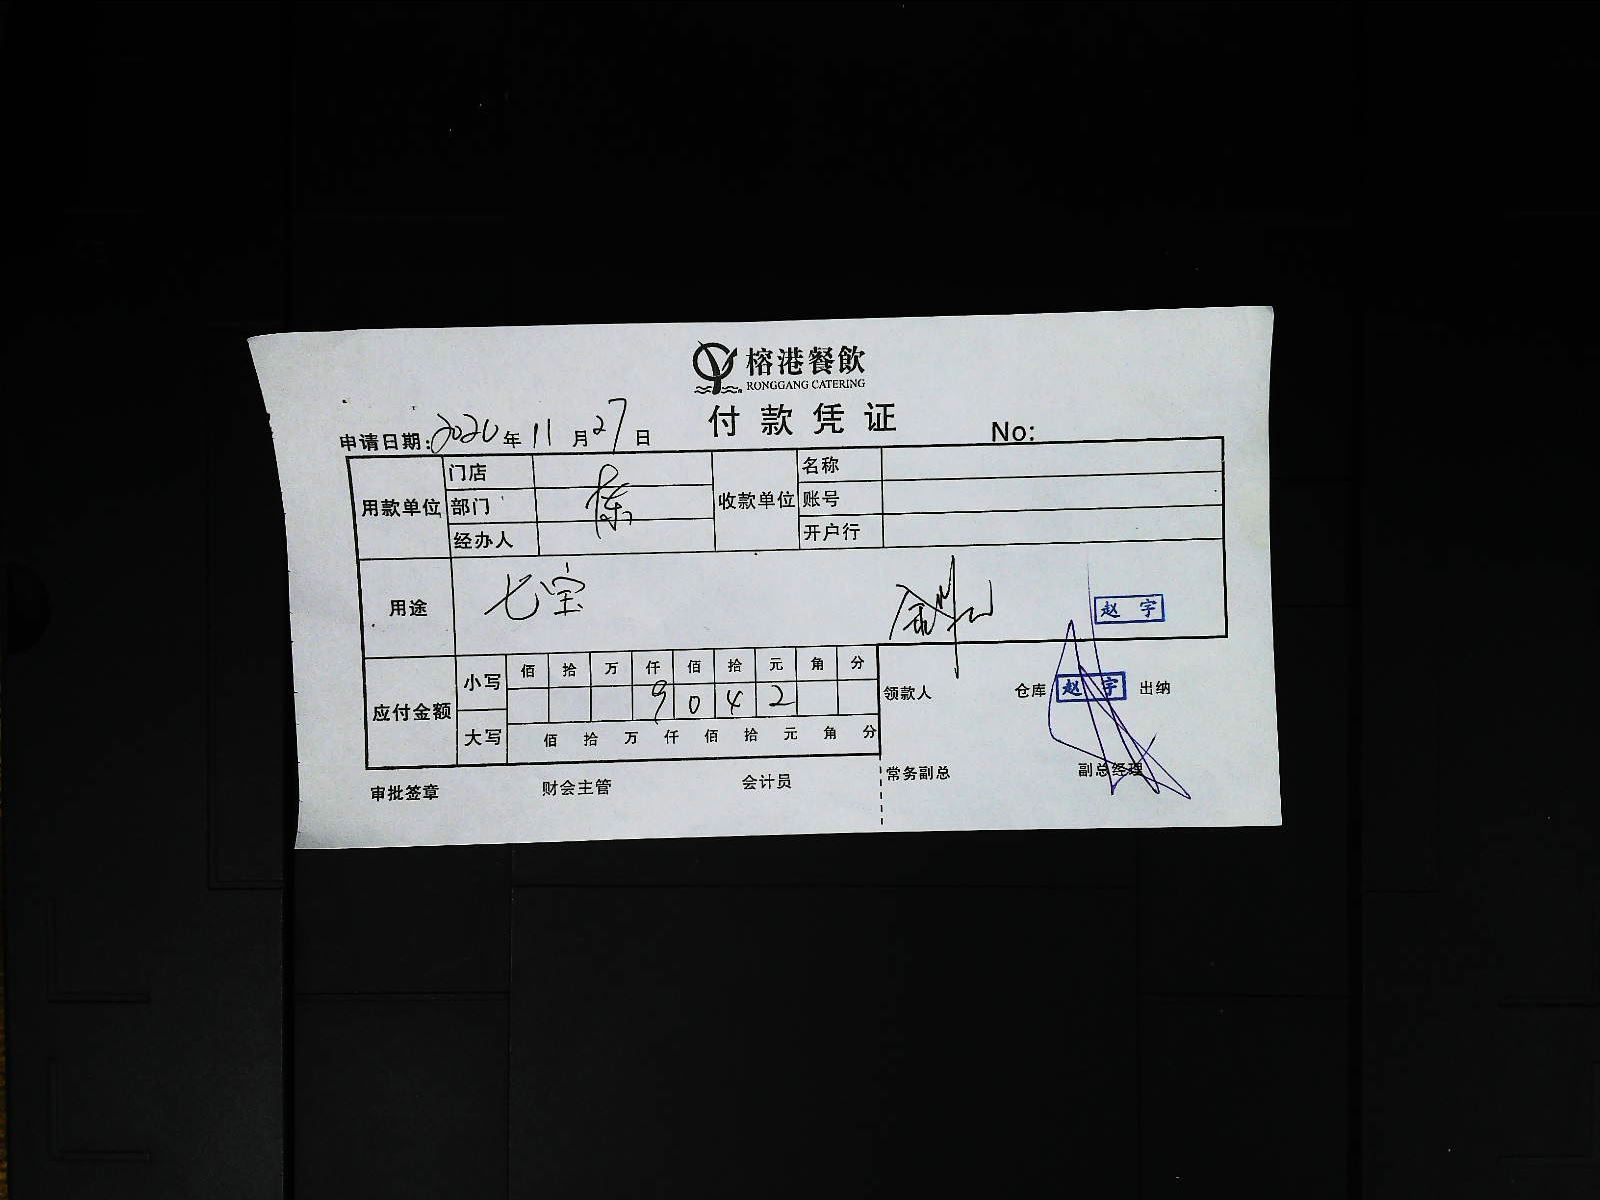 榕港餐飲
RONGGANG CATERING
付款凭证
申请日期:2020年11月27日
No:
用款单位
门店
部门
经办人
陈
收款单位
名称
账号
开户行
用途
七宝
赵宇
应付金额
小写
佰 拾 万 仟 佰 拾 元 角 分
9 0 4 2
大写
佰 拾 万 仟 佰 拾 元 角 分
领款人
仓库
赵宇
出纳
审批签章
财会主管
会计员
常务副总
副总经理